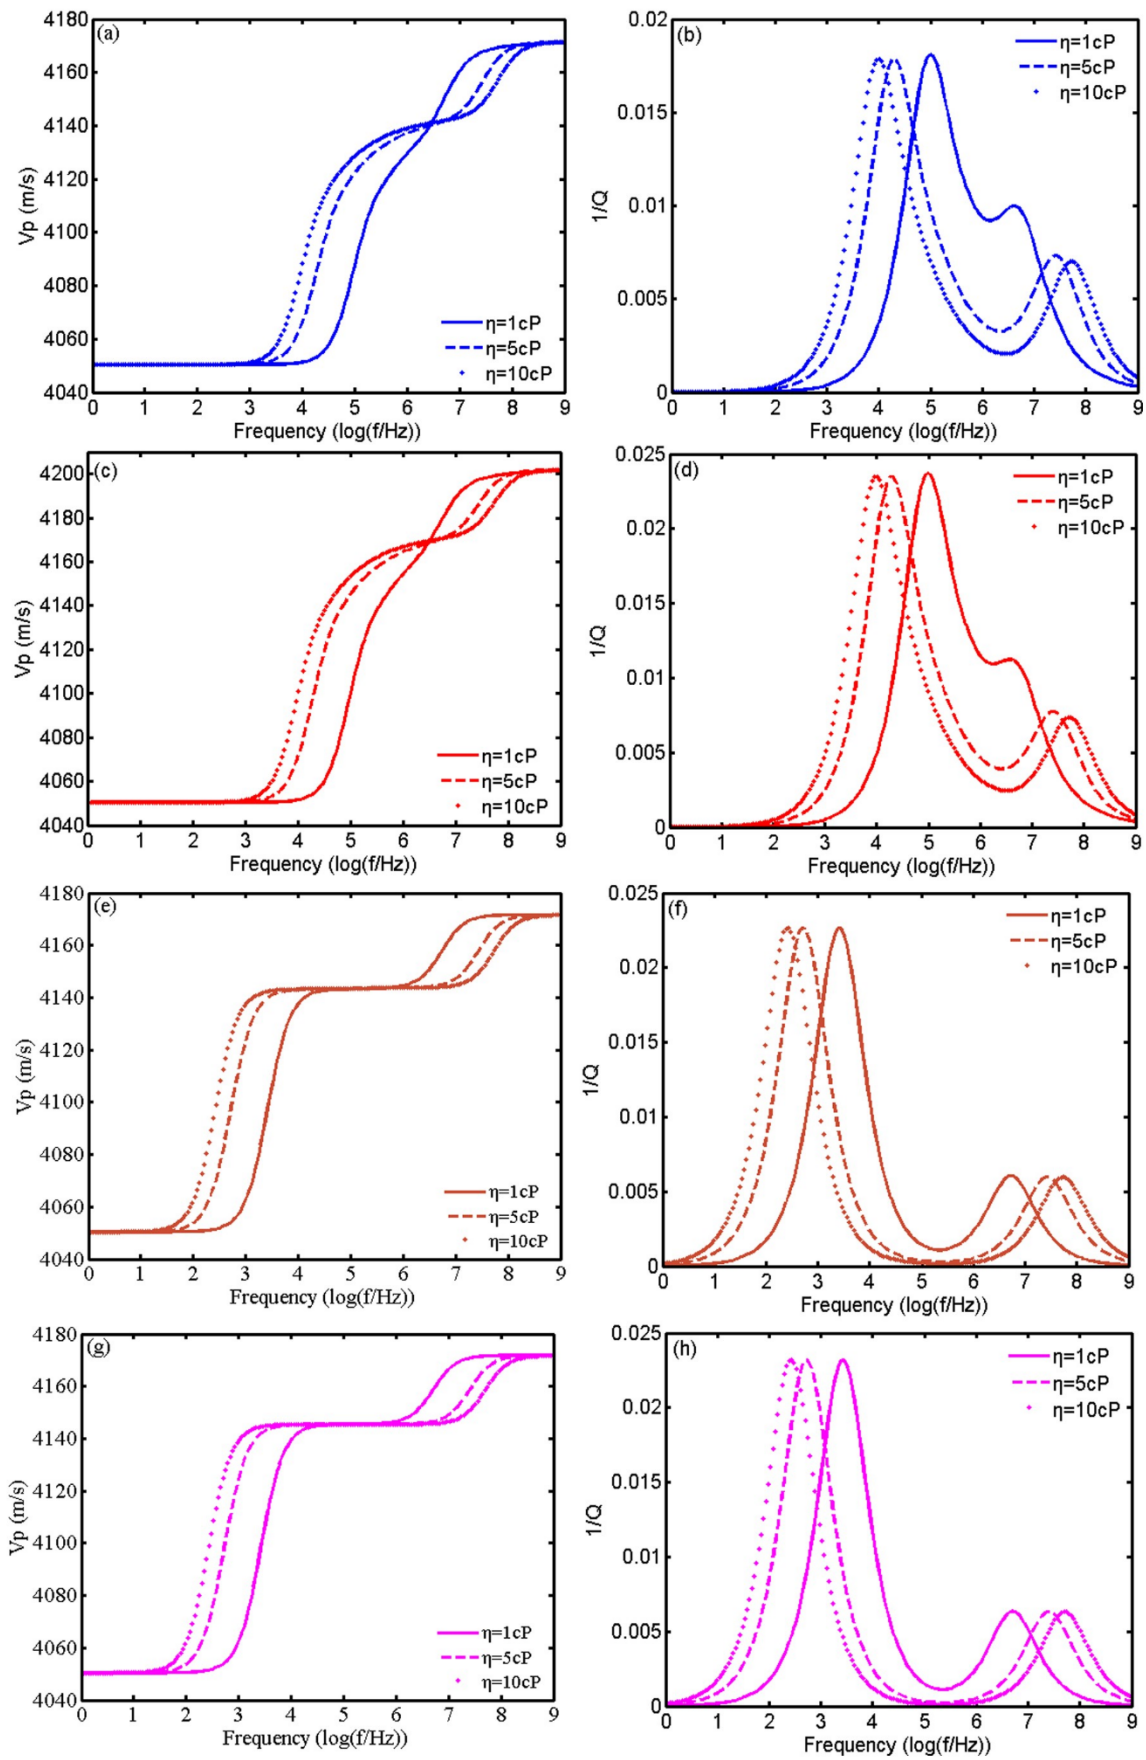 (a)
4180
4160
4140
4120
4100
4080
4060
4040
Vp (m/s)
η=1cP
η=5cP
η=10cP
0 1 2 3 4 5 6 7 8 9
Frequency (log(f/Hz))
(b)
0.02
0.015
0.01
0.005
0
1/Q
η=1cP
η=5cP
η=10cP
0 1 2 3 4 5 6 7 8 9
Frequency (log(f/Hz))
(c)
4200
4180
4160
4140
4120
4100
4080
4060
4040
Vp (m/s)
η=1cP
η=5cP
η=10cP
0 1 2 3 4 5 6 7 8 9
Frequency (log(f/Hz))
(d)
0.025
0.02
0.015
0.01
0.005
0
1/Q
η=1cP
η=5cP
η=10cP
0 1 2 3 4 5 6 7 8 9
Frequency (log(f/Hz))
(e)
4180
4160
4140
4120
4100
4080
4060
4040
Vp (m/s)
η=1cP
η=5cP
η=10cP
0 1 2 3 4 5 6 7 8 9
Frequency (log(f/Hz))
(f)
0.025
0.02
0.015
0.01
0.005
0
1/Q
η=1cP
η=5cP
η=10cP
0 1 2 3 4 5 6 7 8 9
Frequency (log(f/Hz))
(g)
4180
4160
4140
4120
4100
4080
4060
4040
Vp (m/s)
η=1cP
η=5cP
η=10cP
0 1 2 3 4 5 6 7 8 9
Frequency (log(f/Hz))
(h)
0.025
0.02
0.015
0.01
0.005
0
1/Q
η=1cP
η=5cP
η=10cP
0 1 2 3 4 5 6 7 8 9
Frequency (log(f/Hz))